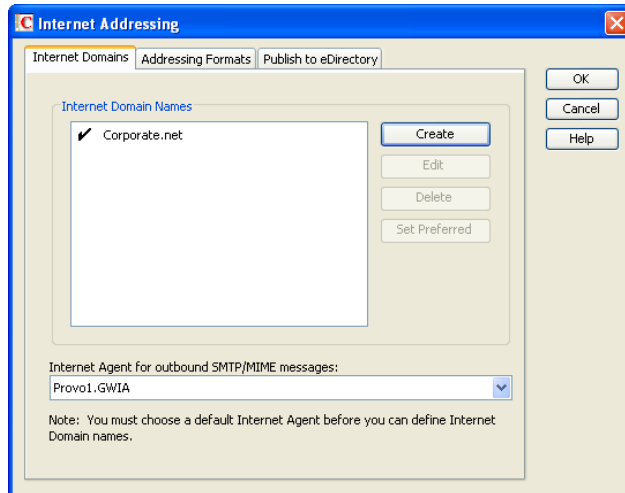 Internet Addressing
Internet Domains
Addressing Formats
Publish to eDirectory
OK
Cancel
Help
Internet Domain Names
Corporate.net
Create
Edit
Delete
Set Preferred
Internet Agent for outbound SMTP/MIME messages:
Provo1.GWIA
Note: You must choose a default Internet Agent before you can define Internet
Domain names.